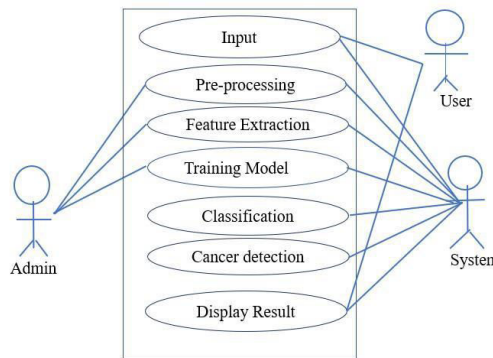 Input
Pre-processing
User
Feature Extraction
Training Model
Classification
Admin
System
Cancer detection
Display Result